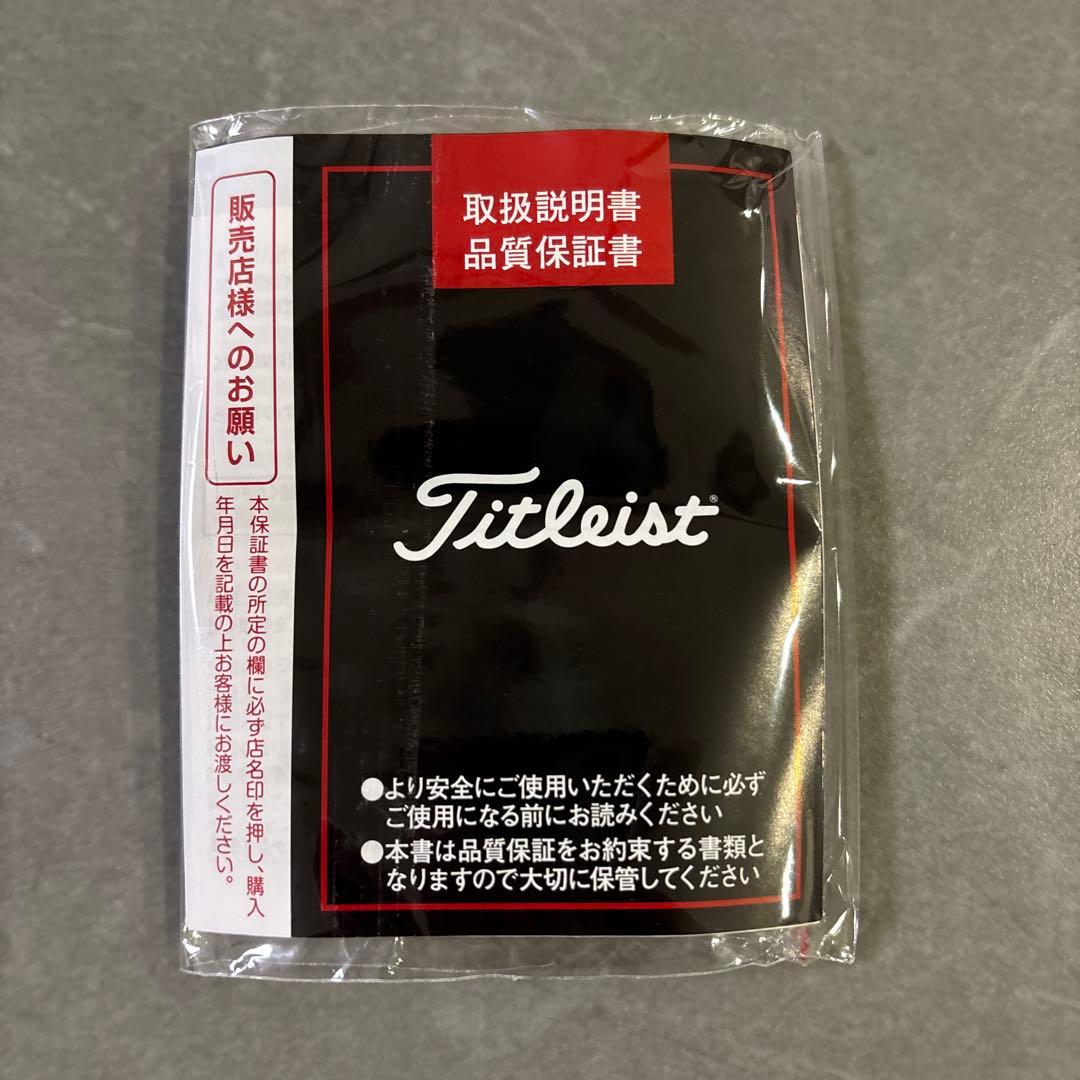 取扱説明書
品質保証書
販売店様へのお願い
本保証書の所定の欄に必ず店名印を押し、購入
年月日を記載の上お客様にお渡しください。
Titleist®
●より安全にご使用いただくために必ず
ご使用になる前にお読みください
●本書は品質保証をお約束する書類と
なりますので大切に保管してください